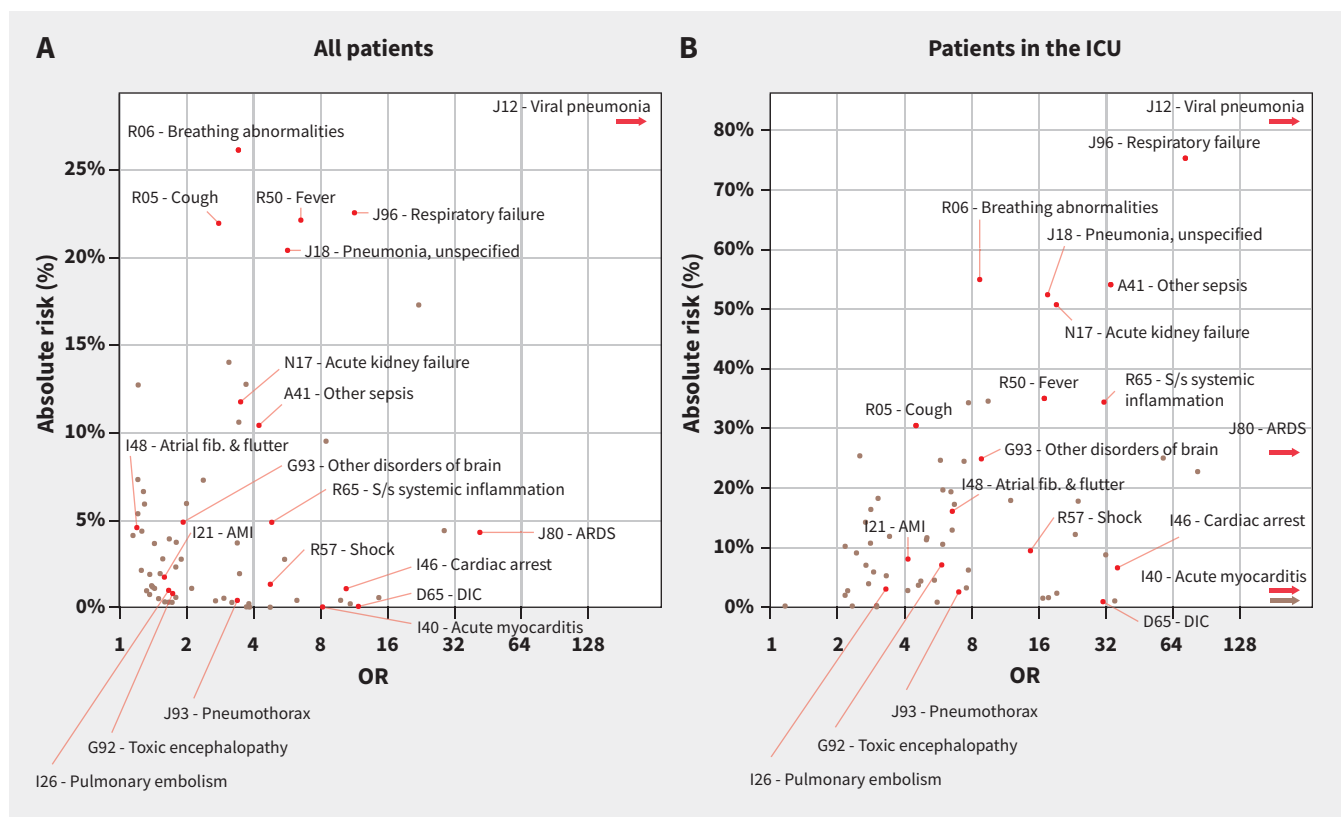 A
All patients
J12 - Viral pneumonia
R06 - Breathing abnormalities
25%
R05 - Cough
R50 - Fever
J96 - Respiratory failure
J18 - Pneumonia, unspecified
20%
Absolute risk (%)
15%
N17 - Acute kidney failure
A41 - Other sepsis
10%
I48 - Atrial fib. & flutter
G93 - Other disorders of brain
R65 - S/s systemic inflammation
5%
I21 - AMI
J80 - ARDS
R57 - Shock
I46 - Cardiac arrest
D65 - DIC
0%
I40 - Acute myocarditis
1 2 4 8 16 32 64 128
OR
J93 - Pneumothorax
G92 - Toxic encephalopathy
I26 - Pulmonary embolism
B
Patients in the ICU
J12 - Viral pneumonia
80%
J96 - Respiratory failure
70%
R06 - Breathing abnormalities
J18 - Pneumonia, unspecified
60%
A41 - Other sepsis
50%
N17 - Acute kidney failure
Absolute risk (%)
40%
R50 - Fever
R65 - S/s systemic
inflammation
R05 - Cough
30%
J80 - ARDS
G93 - Other disorders of brain
20%
I48 - Atrial fib. & flutter
I21 - AMI
R57 - Shock
I46 - Cardiac arrest
10%
I40 - Acute myocarditis
0%
D65 - DIC
1 2 4 8 16 32 64 128
OR
J93 - Pneumothorax
G92 - Toxic encephalopathy
I26 - Pulmonary embolism